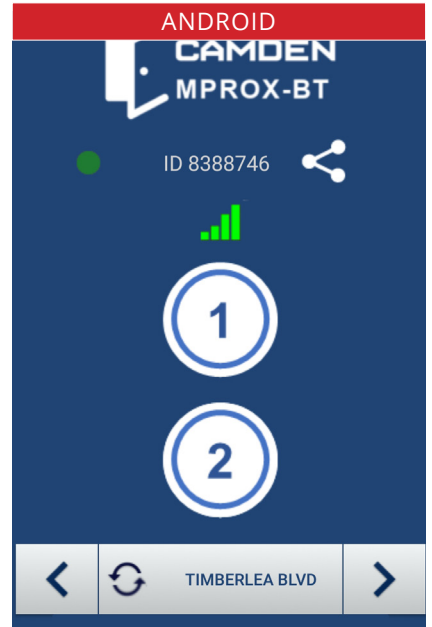 ANDROID
CAMDEN
MPROX-BT
ID 8388746
1
2
TIMBERLEA BLVD